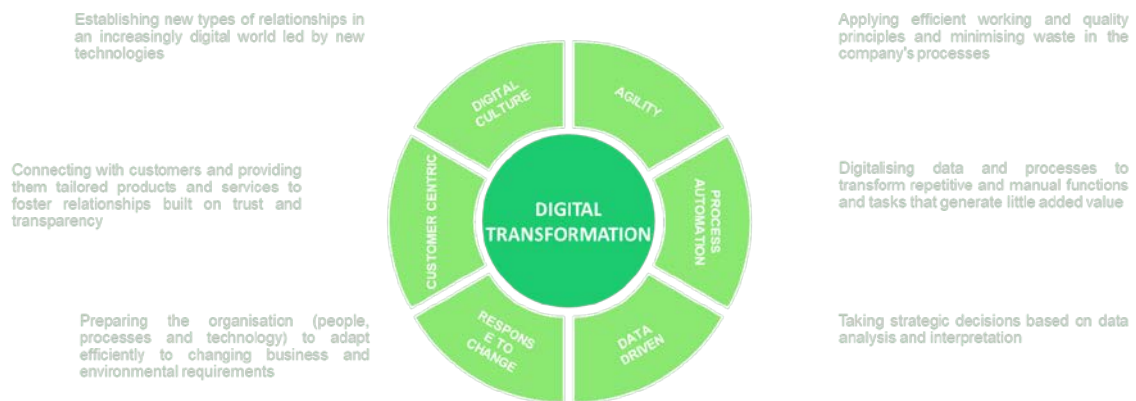 Establishing new types of relationships in
an increasingly digital world led by new
technologies
Applying efficient working and quality
principles and minimising waste in the
company's processes
DIGITAL
CULTURE
AGILITY
Connecting with customers and providing
them tailored products and services to
foster relationships built on trust and
transparency
CUSTOMER CENTRIC
DIGITAL
TRANSFORMATION
PROCESS
AUTOMATION
Digitalising data and processes to
transform repetitive and manual functions
and tasks that generate little added value
Preparing the organisation (people,
processes and technology) to adapt
efficiently to changing business and
environmental requirements
RESPONS
E TO
CHANGE
DATA
DRIVEN
Taking strategic decisions based on data
analysis and interpretation